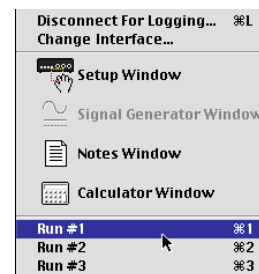 Disconnect For Logging... ⌘L
Change Interface...
Setup Window
Signal Generator Window
Notes Window
Calculator Window
Run #1 ⌘1
Run #2 ⌘2
Run #3 ⌘3